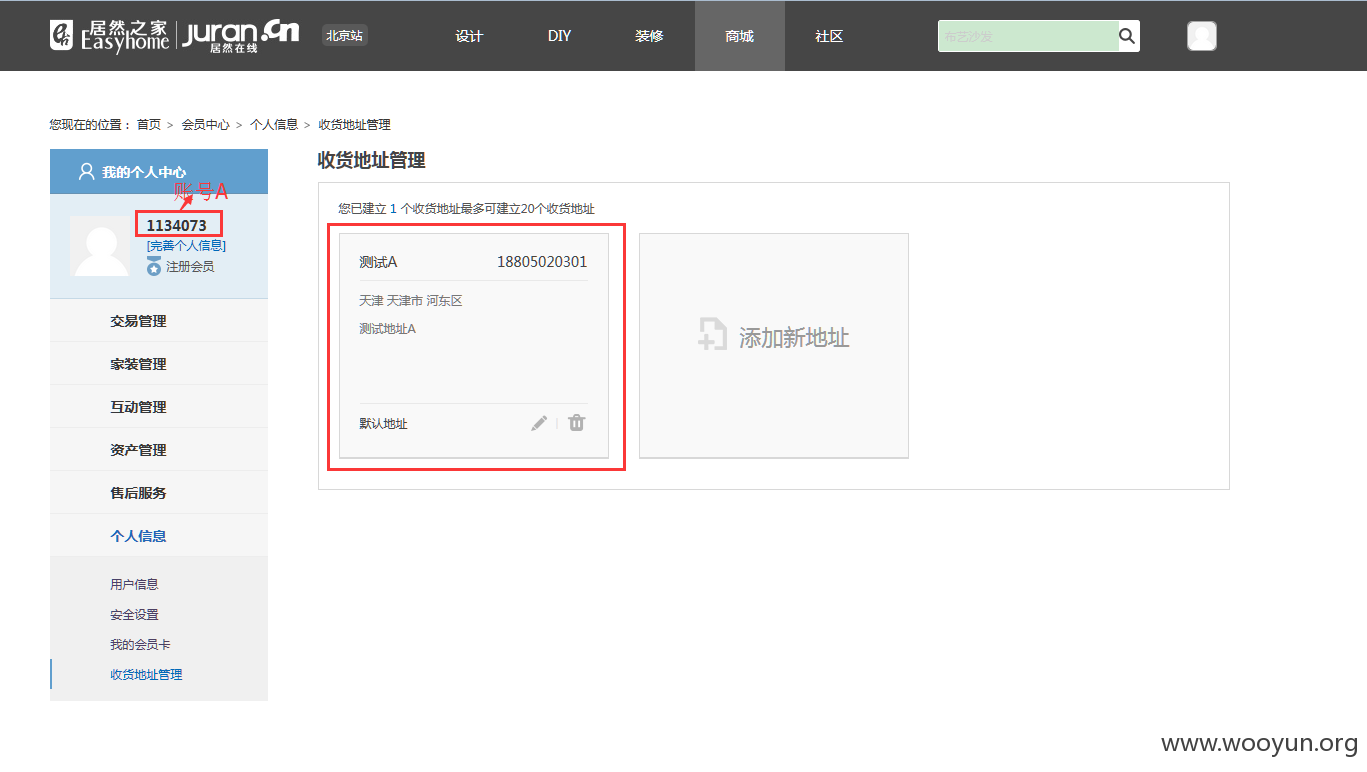 居然之家
Easyhome
juran.cn
居然在线
北京站
设计
DIY
装修
商城
社区
布艺沙发
您现在的位置： 首页 > 会员中心 > 个人信息 > 收货地址管理
我的个人中心
账号A
1134073
[完善个人信息]
注册会员
交易管理
家装管理
互动管理
资产管理
售后服务
个人信息
用户信息
安全设置
我的会员卡
收货地址管理
收货地址管理
您已建立 1 个收货地址最多可建立20个收货地址
测试A 18805020301
天津 天津市 河东区
测试地址A
默认地址
添加新地址
www.wooyun.org